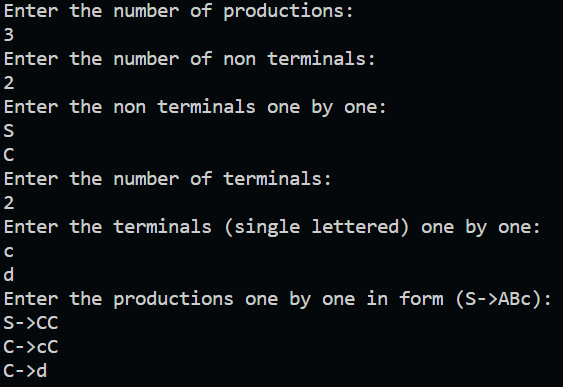 Enter the number of productions:
3
Enter the number of non terminals:
2
Enter the non terminals one by one:
S
C
Enter the number of terminals:
2
Enter the terminals (single lettered) one by one:
c
d
Enter the productions one by one in form (S->ABc):
S->CC
C->cC
C->d